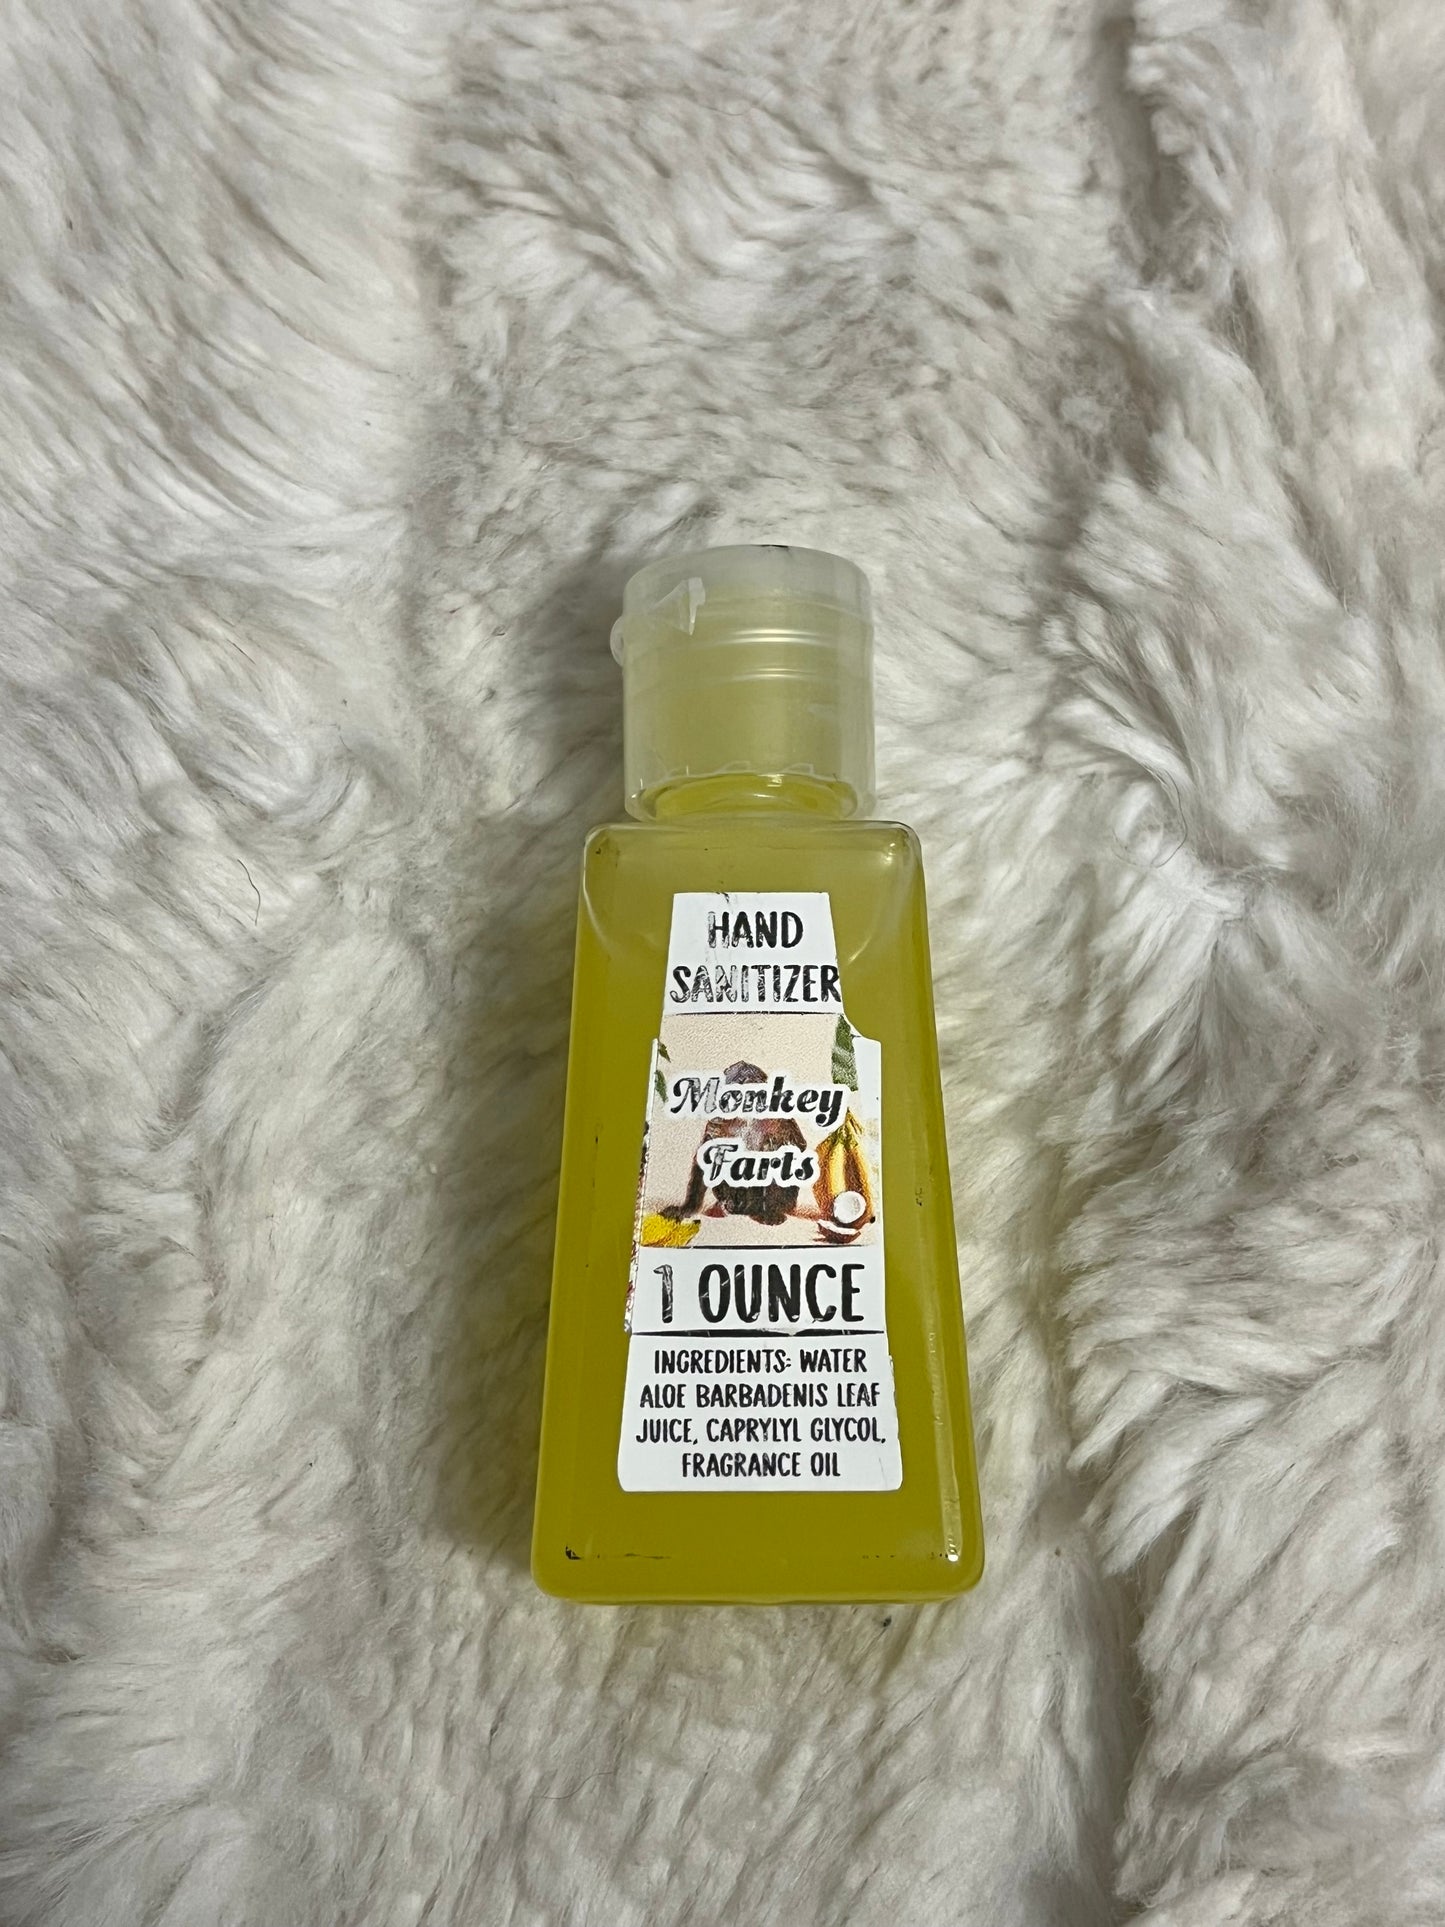 HAND
SANITIZER
Monkey
Farts
1 OUNCE
INGREDIENTS: WATER
ALOE BARBADENIS LEAF
JUICE, CAPRYLYL GLYCOL,
FRAGRANCE OIL